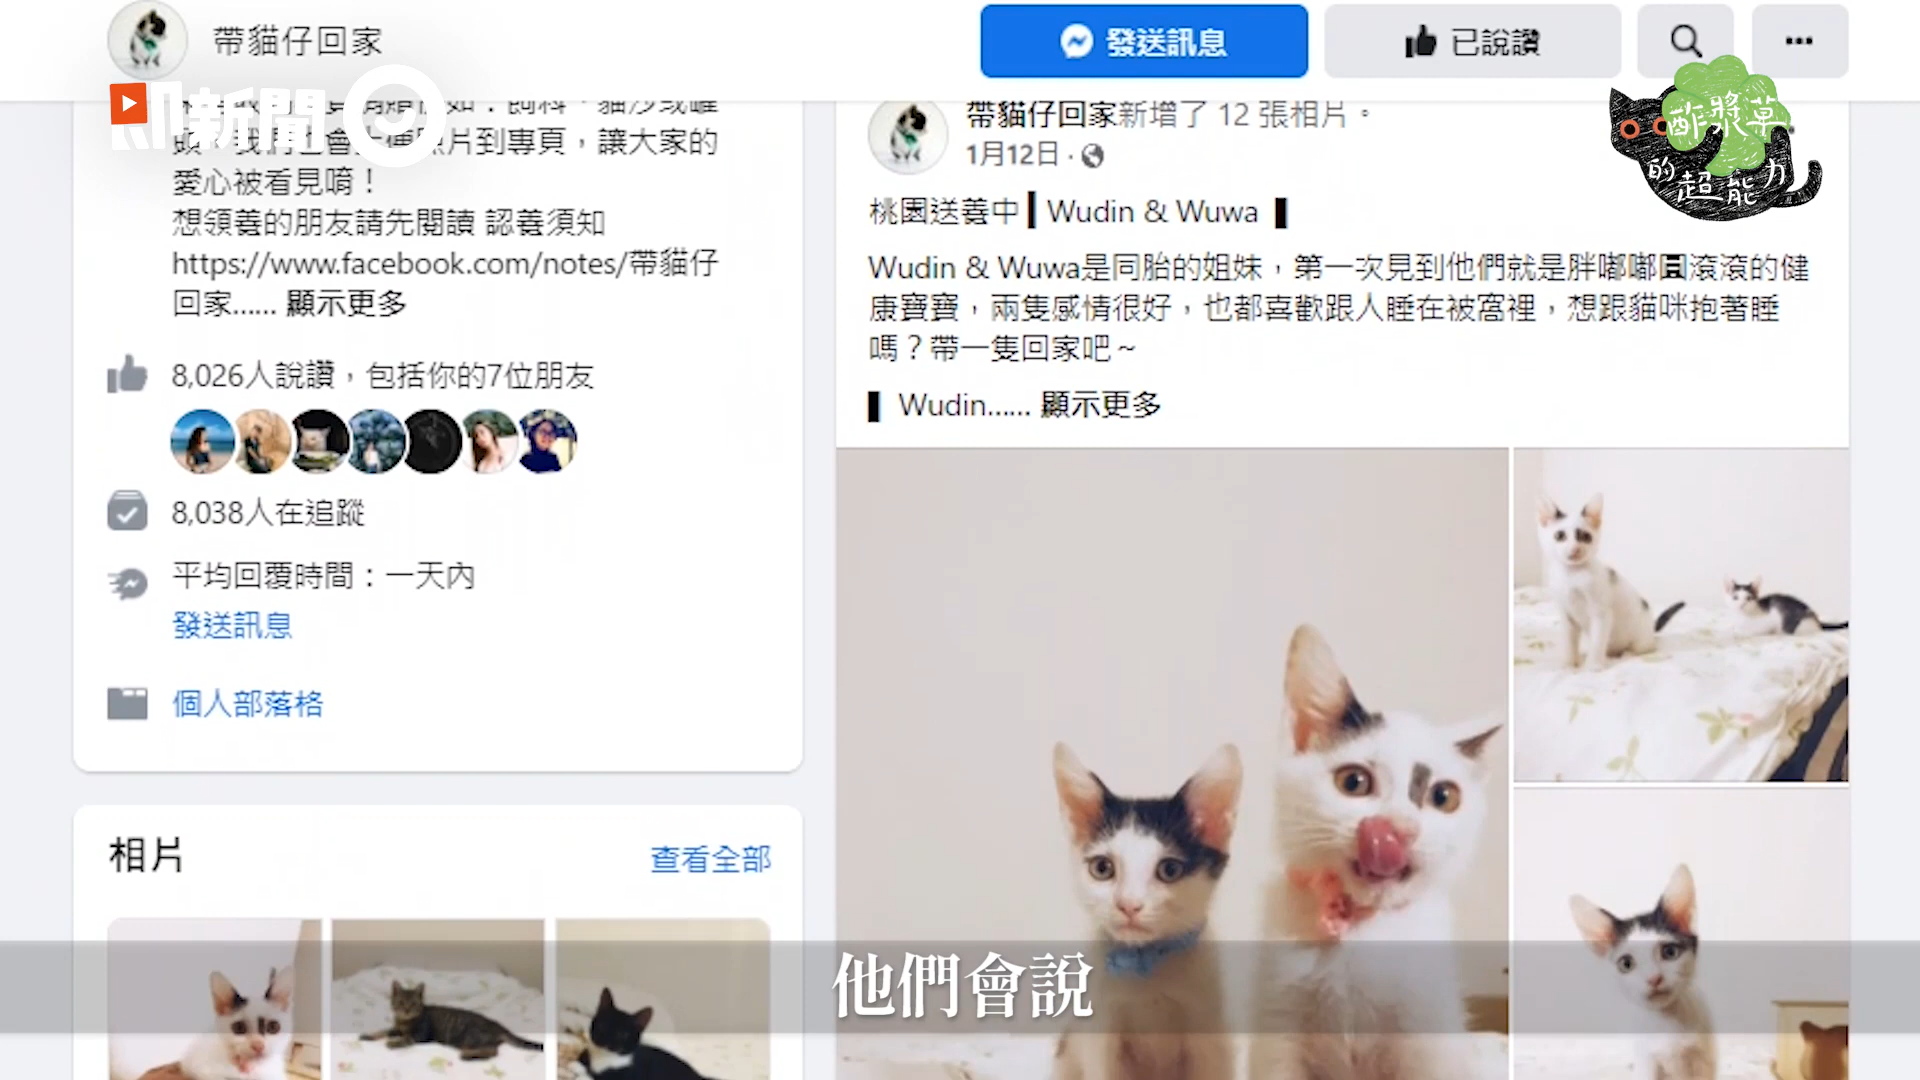 帶貓仔回家
發送訊息
已說讚
即新聞
到專頁，讓大家的
愛心被看見唷！
想領養的朋友請先閱讀 認養須知
https://www.facebook.com/notes/帶貓仔
回家...... 顯示更多
8,026人說讚，包括你的7位朋友
8,038人在追蹤
平均回覆時間：一天內
發送訊息
個人部落格
相片
查看全部
帶貓仔回家新增了 12 張相片。
1月12日
桃園送養中▐ Wudin & Wuwa ▐
Wudin & Wuwa是同胎的姐妹，第一次見到他們就是胖嘟嘟圓滾滾的健
康寶寶，兩隻感情很好，也都喜歡跟人睡在被窩裡，想跟貓咪抱著睡
嗎？帶一隻回家吧～
▌ Wudin...... 顯示更多
酢漿草
的超能力
他們會說